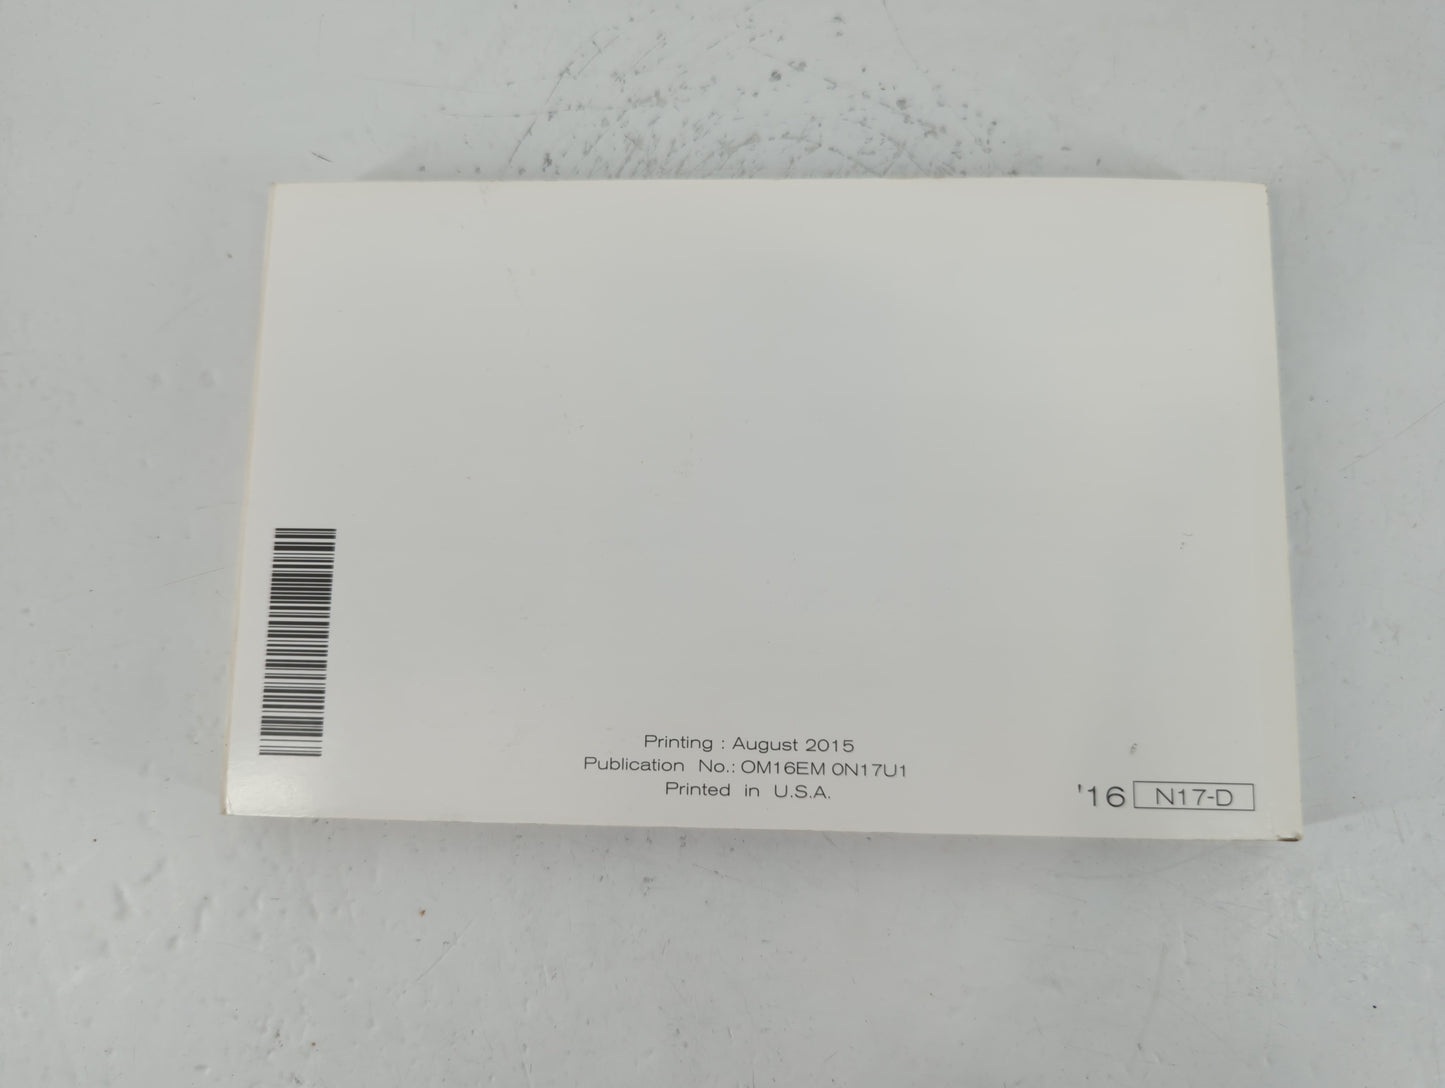 Printing : August 2015
Publication No.: OM16EM 0N17U1
Printed in U.S.A.
'16 N17-D